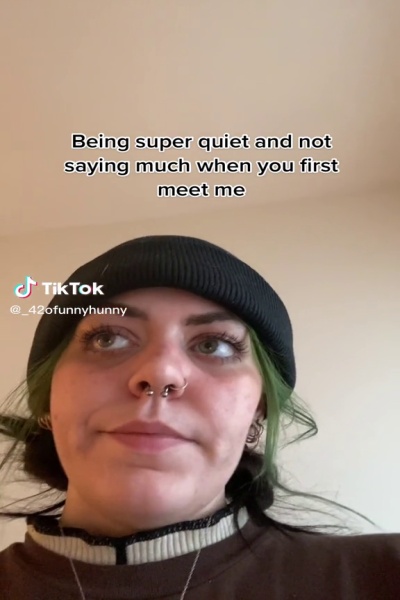 Being super quiet and not
saying much when you first
meet me
TikTok
@_42ofunnyhunny